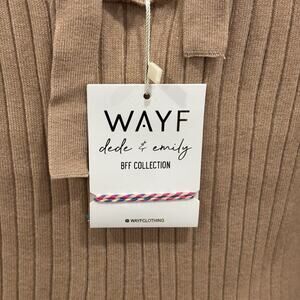 WAYF
dede & emily
BFF COLLECTION
@WAYFCLOTHING